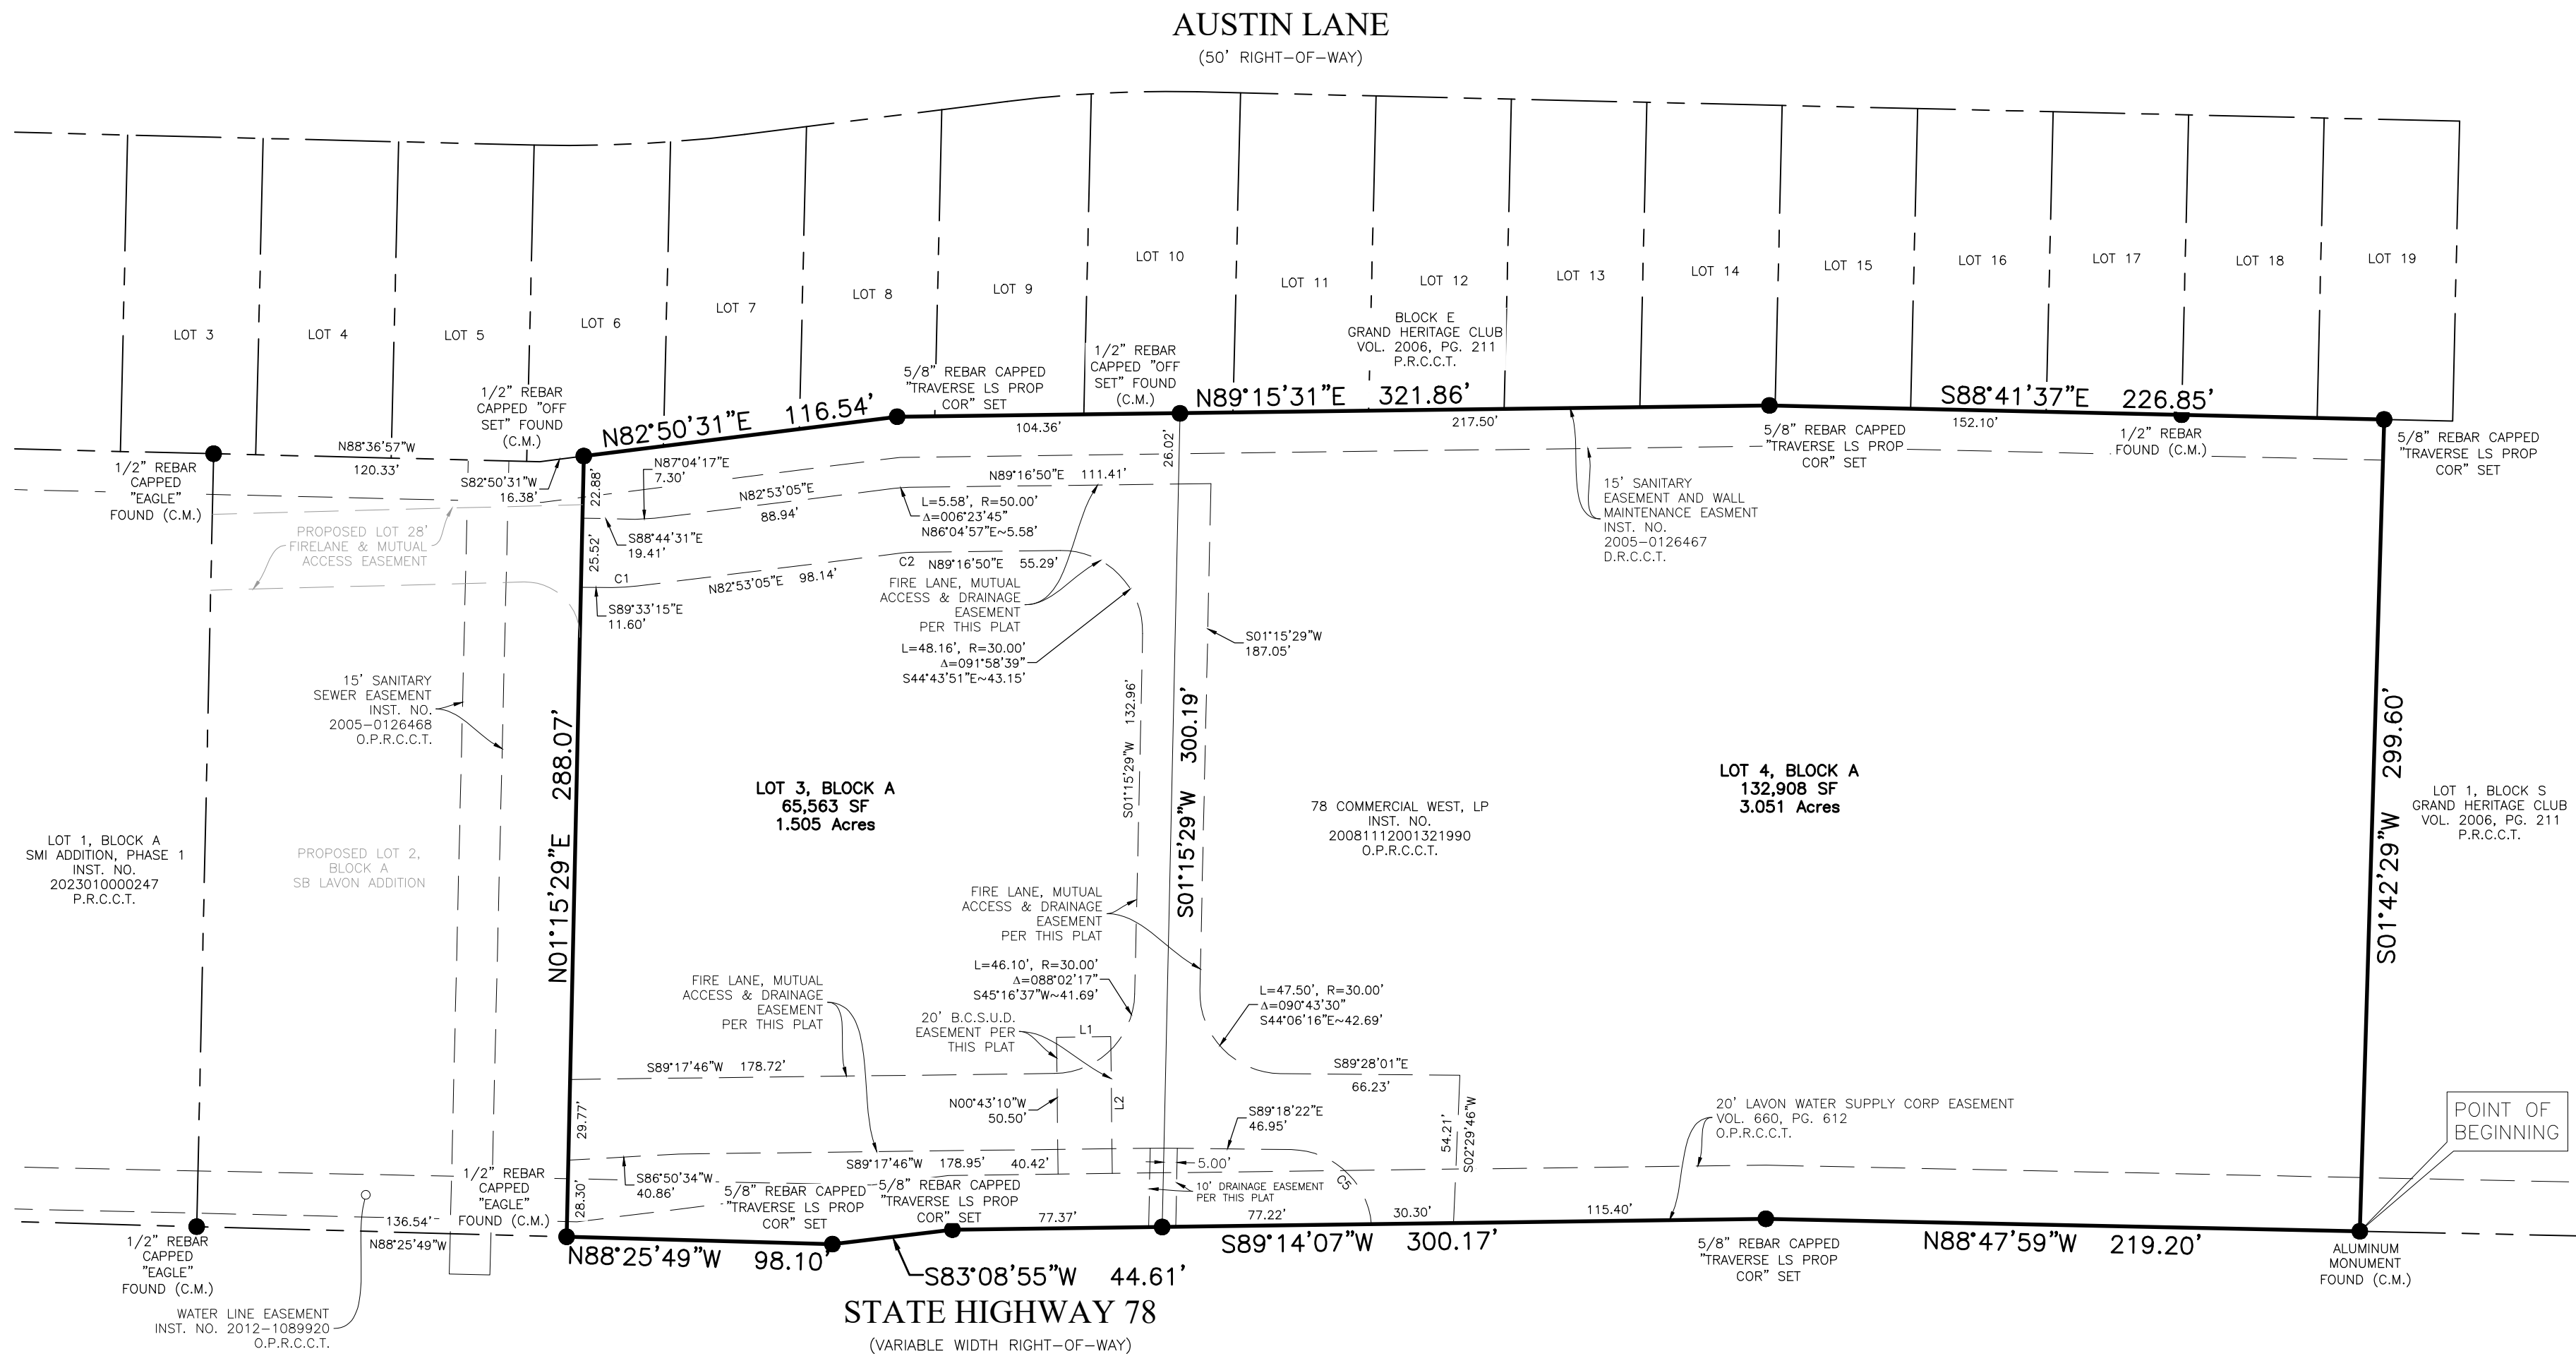 AUSTIN LANE
(50' RIGHT-OF-WAY)
LOT 3
LOT 4
LOT 5
LOT 6
LOT 7
LOT 8
LOT 9
LOT 10
LOT 11
LOT 12
LOT 13
LOT 14
LOT 15
LOT 16
LOT 17
LOT 18
LOT 19
BLOCK E
GRAND HERITAGE CLUB
VOL. 2006, PG. 211
P.R.C.C.T.
1/2" REBAR
CAPPED "OFF
SET" FOUND
(C.M.)
5/8" REBAR CAPPED
"TRAVERSE LS PROP
COR" SET
1/2" REBAR
CAPPED "OFF
SET" FOUND
(C.M.)
N82°50'31"E 116.54'
N89°15'31"E 321.86'
S88°41'37"E 226.85'
104.36'
217.50'
152.10'
5/8" REBAR CAPPED
"TRAVERSE LS PROP
COR" SET
1/2" REBAR
FOUND (C.M.)
5/8" REBAR CAPPED
"TRAVERSE LS PROP
COR" SET
N88°36'57"W
120.33'
1/2" REBAR
CAPPED
"EAGLE"
FOUND (C.M.)
S82°50'31"W
16.38'
22.88'
N87°04'17"E
7.30'
N82°53'05"E
88.94'
N89°16'50"E 111.41'
26.02'
L=5.58', R=50.00'
Δ=006°23'45"
N86°04'57"E~5.58'
S88°44'31"E
19.41'
25.52'
C1
N82°53'05"E 98.14'
C2
N89°16'50"E 55.29'
S89°33'15"E
11.60'
FIRE LANE, MUTUAL
ACCESS & DRAINAGE
EASEMENT
PER THIS PLAT
L=48.16', R=30.00'
Δ=091°58'39"
S44°43'51"E~43.15'
S01°15'29"W
187.05'
15' SANITARY
EASEMENT AND WALL
MAINTENANCE EASMENT
INST. NO.
2005-0126467
D.R.C.C.T.
PROPOSED LOT 28'
FIRELANE & MUTUAL
ACCESS EASEMENT
15' SANITARY
SEWER EASEMENT
INST. NO.
2005-0126468
O.P.R.C.C.T.
N01°15'29"E 288.07'
S01°15'29"W 132.96'
S01°15'29"W 300.19'
S01°42'29"W 299.60'
LOT 3, BLOCK A
65,563 SF
1.505 Acres
78 COMMERCIAL WEST, LP
INST. NO.
20081112001321990
O.P.R.C.C.T.
LOT 4, BLOCK A
132,908 SF
3.051 Acres
LOT 1, BLOCK S
GRAND HERITAGE CLUB
VOL. 2006, PG. 211
P.R.C.C.T.
LOT 1, BLOCK A
SMI ADDITION, PHASE 1
INST. NO.
2023010000247
P.R.C.C.T.
PROPOSED LOT 2,
BLOCK A
SB LAVON ADDITION
FIRE LANE, MUTUAL
ACCESS & DRAINAGE
EASEMENT
PER THIS PLAT
L=46.10', R=30.00'
Δ=088°02'17"
S45°16'37"W~41.69'
FIRE LANE, MUTUAL
ACCESS & DRAINAGE
EASEMENT
PER THIS PLAT
20' B.C.S.U.D.
EASEMENT PER
THIS PLAT
L1
L=47.50', R=30.00'
Δ=090°43'30"
S44°06'16"E~42.69'
S89°17'46"W 178.72'
S89°28'01"E
66.23'
N00°43'10"W
50.50'
L2
29.77'
S89°18'22"E
46.95'
54.21'
S02°29'46"W
20' LAVON WATER SUPPLY CORP EASEMENT
VOL. 660, PG. 612
O.P.R.C.C.T.
POINT OF
BEGINNING
S89°17'46"W 178.95' 40.42'
5.00'
S86°50'34"W
40.86'
10' DRAINAGE EASEMENT
PER THIS PLAT
C5
1/2" REBAR
CAPPED
"EAGLE"
FOUND (C.M.)
28.30'
5/8" REBAR CAPPED
"TRAVERSE LS PROP
COR" SET
5/8" REBAR CAPPED
"TRAVERSE LS PROP
COR" SET
136.54'
N88°25'49"W
77.37'
77.22'
30.30'
115.40'
1/2" REBAR
CAPPED
"EAGLE"
FOUND (C.M.)
N88°25'49"W 98.10'
S83°08'55"W 44.61'
S89°14'07"W 300.17'
5/8" REBAR CAPPED
"TRAVERSE LS PROP
COR" SET
N88°47'59"W 219.20'
ALUMINUM
MONUMENT
FOUND (C.M.)
WATER LINE EASEMENT
INST. NO. 2012-1089920
O.P.R.C.C.T.
STATE HIGHWAY 78
(VARIABLE WIDTH RIGHT-OF-WAY)